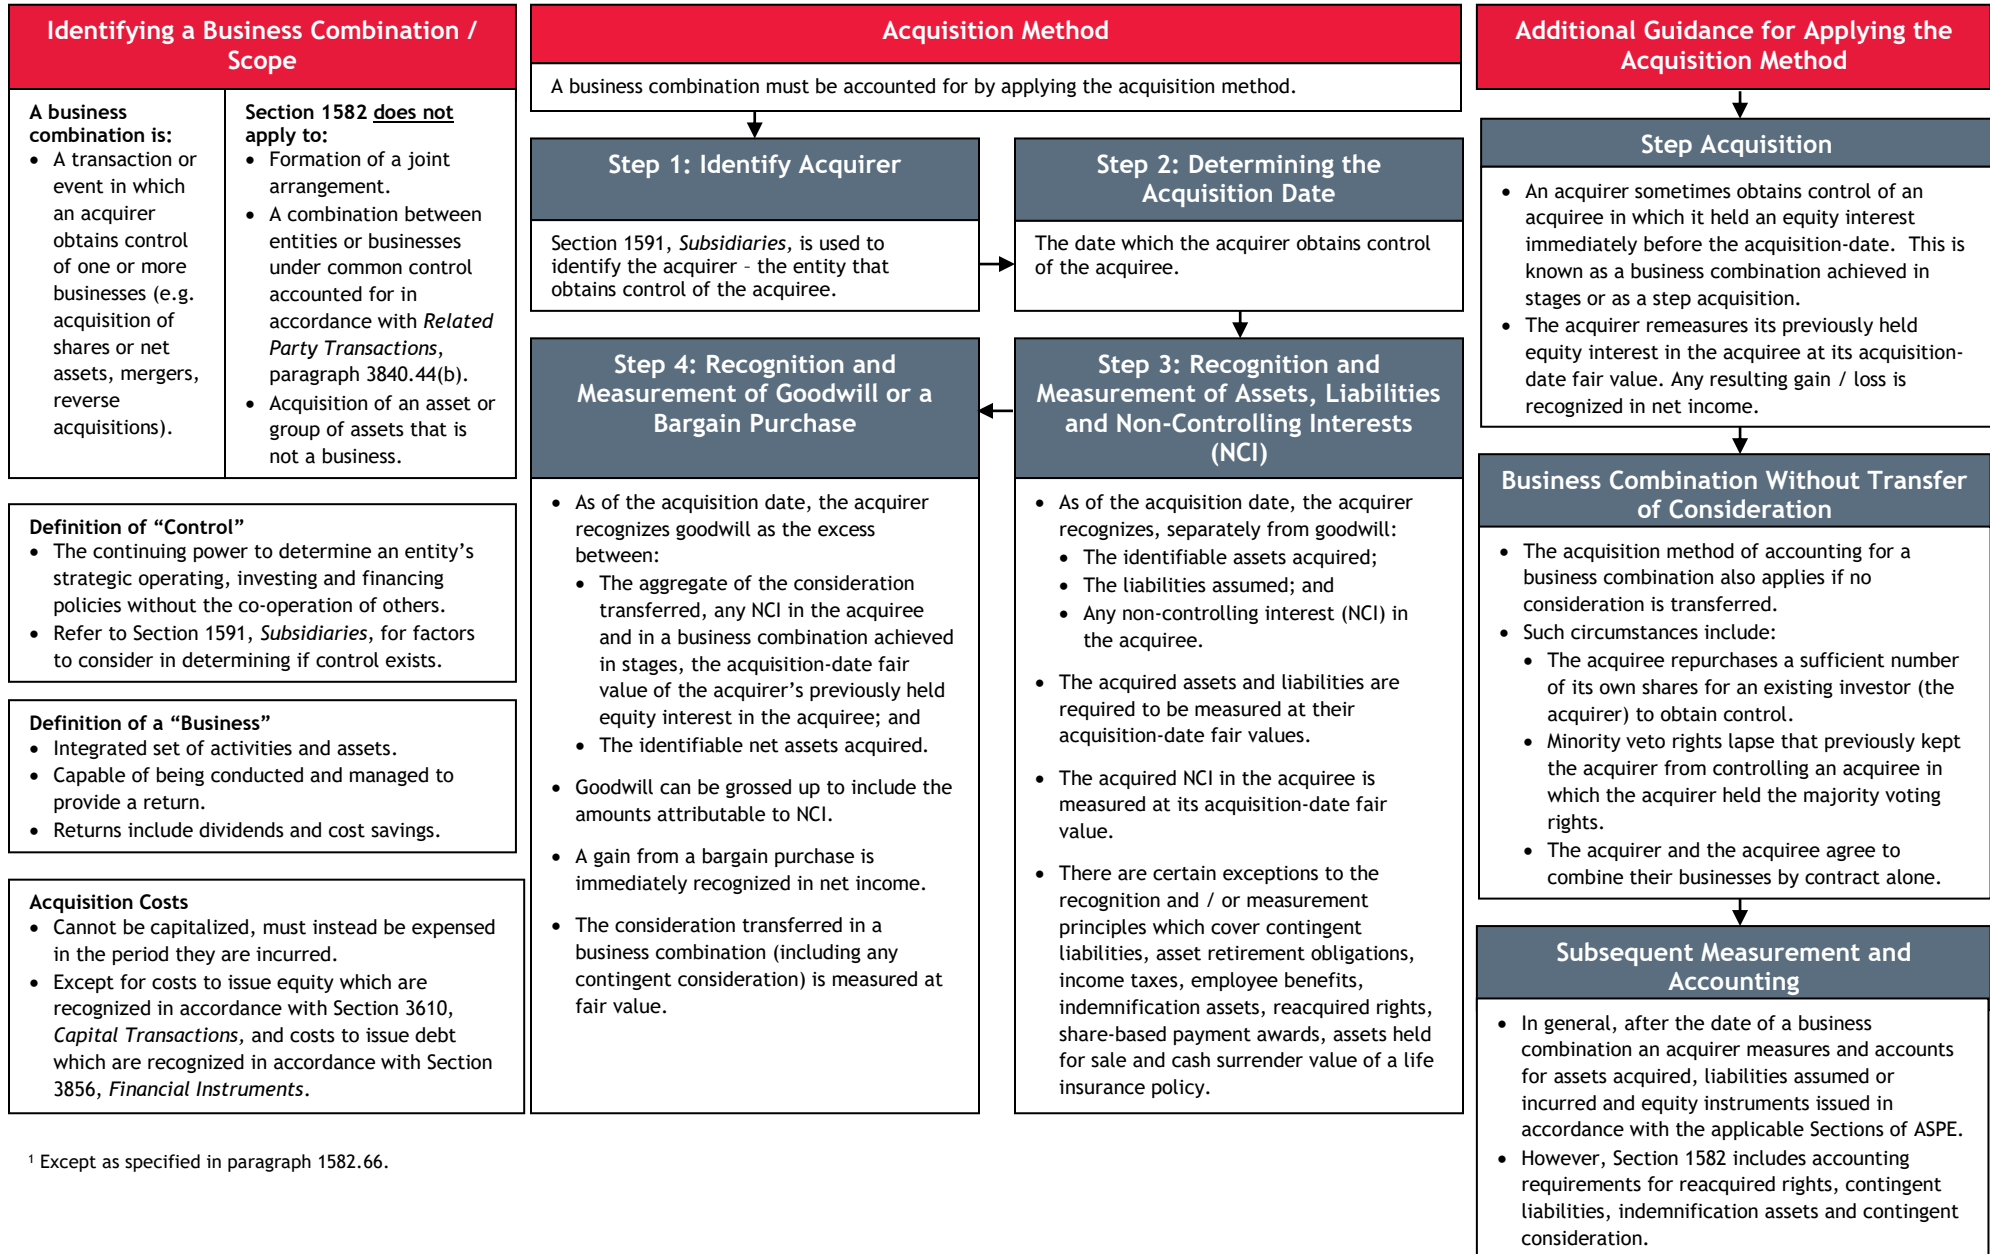 Identifying a Business Combination /
Scope
A business
combination is:
• A transaction or
event in which
an acquirer
obtains control
of one or more
businesses (e.g.
acquisition of
shares or net
assets, mergers,
reverse
acquisitions).
Section 1582 does not
apply to:
• Formation of a joint
arrangement.
• A combination between
entities or businesses
under common control
accounted for in
accordance with Related
Party Transactions,
paragraph 3840.44(b).
• Acquisition of an asset or
group of assets that is
not a business.
Definition of “Control”
• The continuing power to determine an entity’s
strategic operating, investing and financing
policies without the co-operation of others.
• Refer to Section 1591, Subsidiaries, for factors
to consider in determining if control exists.
Definition of a “Business”
• Integrated set of activities and assets.
• Capable of being conducted and managed to
provide a return.
• Returns include dividends and cost savings.
Acquisition Costs
• Cannot be capitalized, must instead be expensed
in the period they are incurred.
• Except for costs to issue equity which are
recognized in accordance with Section 3610,
Capital Transactions, and costs to issue debt
which are recognized in accordance with Section
3856, Financial Instruments.
Acquisition Method
A business combination must be accounted for by applying the acquisition method.
Step 1: Identify Acquirer
Section 1591, Subsidiaries, is used to
identify the acquirer – the entity that
obtains control of the acquiree.
Step 2: Determining the
Acquisition Date
The date which the acquirer obtains control
of the acquiree.
Step 3: Recognition and
Measurement of Assets, Liabilities
and Non-Controlling Interests
(NCI)
• As of the acquisition date, the acquirer
recognizes, separately from goodwill:
• The identifiable assets acquired;
• The liabilities assumed; and
• Any non-controlling interest (NCI) in
the acquiree.
• The acquired assets and liabilities are
required to be measured at their
acquisition-date fair values.
• The acquired NCI in the acquiree is
measured at its acquisition-date fair
value.
• There are certain exceptions to the
recognition and / or measurement
principles which cover contingent
liabilities, asset retirement obligations,
income taxes, employee benefits,
indemnification assets, reacquired rights,
share-based payment awards, assets held
for sale and cash surrender value of a life
insurance policy.
Step 4: Recognition and
Measurement of Goodwill or a
Bargain Purchase
• As of the acquisition date, the acquirer
recognizes goodwill as the excess
between:
• The aggregate of the consideration
transferred, any NCI in the acquiree
and in a business combination achieved
in stages, the acquisition-date fair
value of the acquirer’s previously held
equity interest in the acquiree; and
• The identifiable net assets acquired.
• Goodwill can be grossed up to include the
amounts attributable to NCI.
• A gain from a bargain purchase is
immediately recognized in net income.
• The consideration transferred in a
business combination (including any
contingent consideration) is measured at
fair value.
Additional Guidance for Applying the
Acquisition Method
Step Acquisition
• An acquirer sometimes obtains control of an
acquiree in which it held an equity interest
immediately before the acquisition-date. This is
known as a business combination achieved in
stages or as a step acquisition.
• The acquirer remeasures its previously held
equity interest in the acquiree at its acquisition-
date fair value. Any resulting gain / loss is
recognized in net income.
Business Combination Without Transfer
of Consideration
• The acquisition method of accounting for a
business combination also applies if no
consideration is transferred.
• Such circumstances include:
• The acquiree repurchases a sufficient number
of its own shares for an existing investor (the
acquirer) to obtain control.
• Minority veto rights lapse that previously kept
the acquirer from controlling an acquiree in
which the acquirer held the majority voting
rights.
• The acquirer and the acquiree agree to
combine their businesses by contract alone.
Subsequent Measurement and
Accounting
• In general, after the date of a business
combination an acquirer measures and accounts
for assets acquired, liabilities assumed or
incurred and equity instruments issued in
accordance with the applicable Sections of ASPE.
• However, Section 1582 includes accounting
requirements for reacquired rights, contingent
liabilities, indemnification assets and contingent
consideration.
¹ Except as specified in paragraph 1582.66.